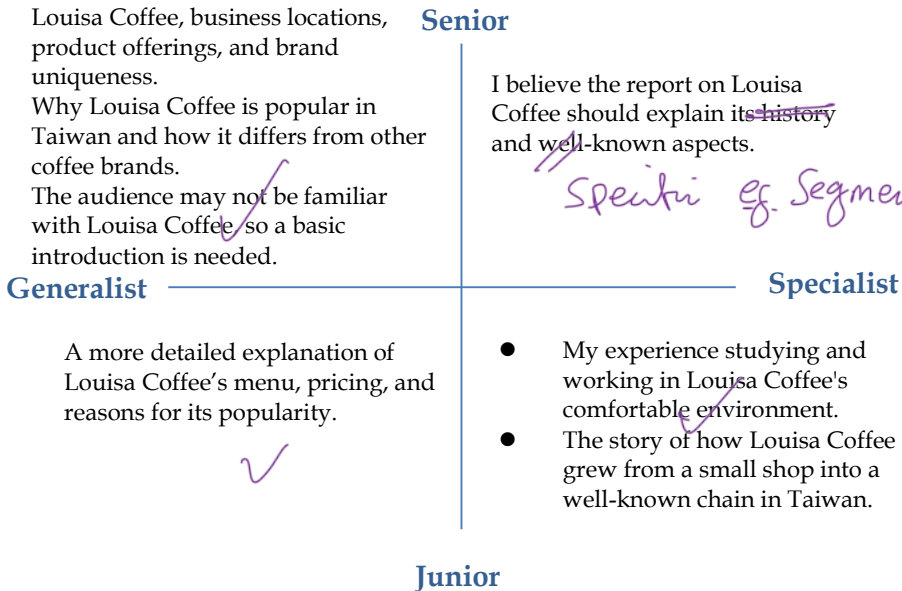 Louisa Coffee, business locations,
product offerings, and brand
uniqueness.
Why Louisa Coffee is popular in
Taiwan and how it differs from other
coffee brands.
The audience may not be familiar
with Louisa Coffee, so a basic
introduction is needed.
Senior
I believe the report on Louisa
Coffee should explain its history
and well-known aspects.
eg. Segmen
Generalist
Specialist
A more detailed explanation of
Louisa Coffee’s menu, pricing, and
reasons for its popularity.
● My experience studying and
working in Louisa Coffee's
comfortable environment.
● The story of how Louisa Coffee
grew from a small shop into a
well-known chain in Taiwan.
Junior